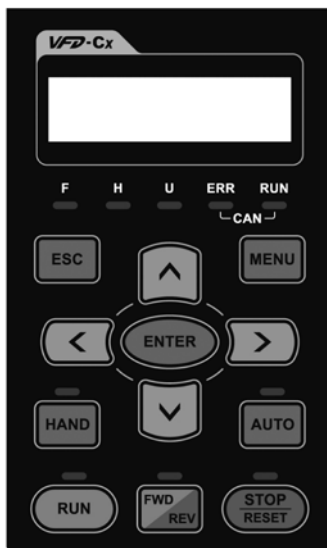 VFD-Cx
F H U ERR RUN
CAN
ESC MENU
ENTER
HAND AUTO
RUN FWD REV STOP RESET